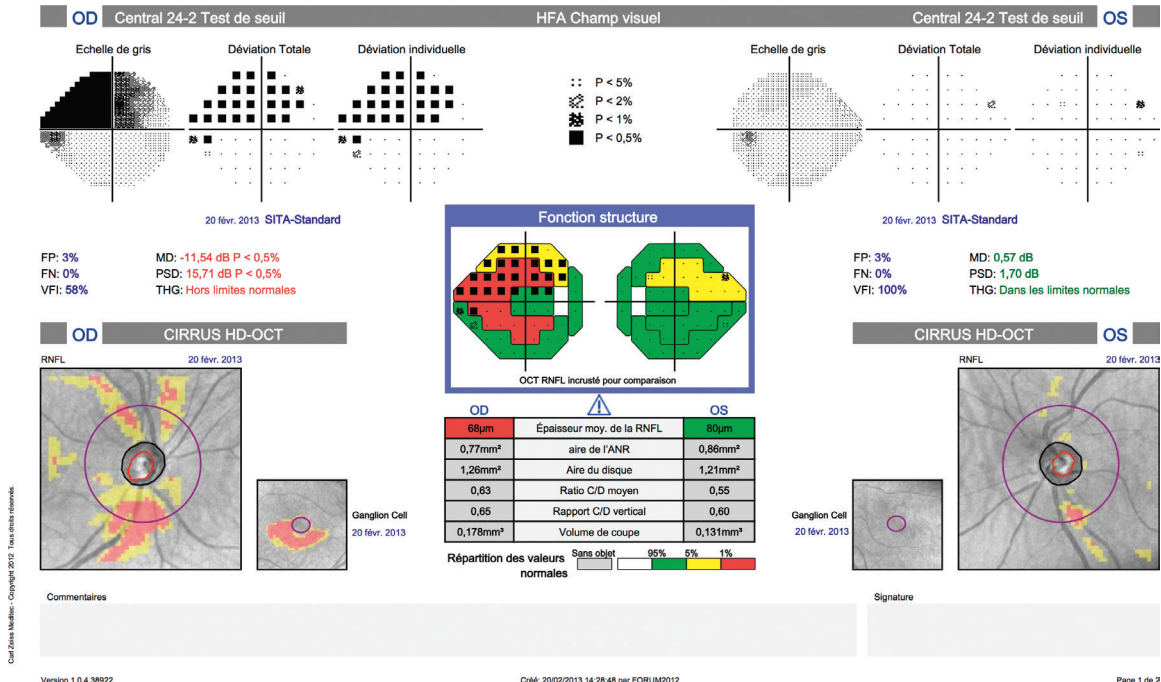 OD Central 24-2 Test de seuil HFA Champ visuel Central 24-2 Test de seuil OS
Echelle de gris Déviation Totale Déviation individuelle Echelle de gris Déviation Totale Déviation individuelle
P < 5%
P < 2%
P < 1%
P < 0,5%
20 févr. 2013 SITA-Standard
20 févr. 2013 SITA-Standard
FP: 3% MD: -11,54 dB P < 0,5%
FN: 0% PSD: 15,71 dB P < 0,5%
VFI: 58% THG: Hors limites normales
Fonction structure
OCT RNFL incrusté pour comparaison
FP: 3% MD: 0,57 dB
FN: 0% PSD: 1,70 dB
VFI: 100% THG: Dans les limites normales
OD CIRRUS HD-OCT
RNFL 20 févr. 2013
Ganglion Cell
20 févr. 2013
OD OS
68µm Épaisseur moy. de la RNFL 80µm
0,77mm² aire de l'ANR 0,86mm²
1,26mm² Aire du disque 1,21mm²
0,63 Ratio C/D moyen 0,55
0,65 Rapport C/D vertical 0,60
0,178mm³ Volume de coupe 0,131mm³
Répartition des valeurs normales
Sans objet 95% 5% 1%
CIRRUS HD-OCT OS
RNFL 20 févr. 2013
Ganglion Cell
20 févr. 2013
Commentaires Signature
Carl Zeiss Meditec - Copyright 2012 Tous droits réservés.
Version 1.0.4.38922 Créé: 20/02/2013 14:28:48 par FORUM2012 Page 1 de 2